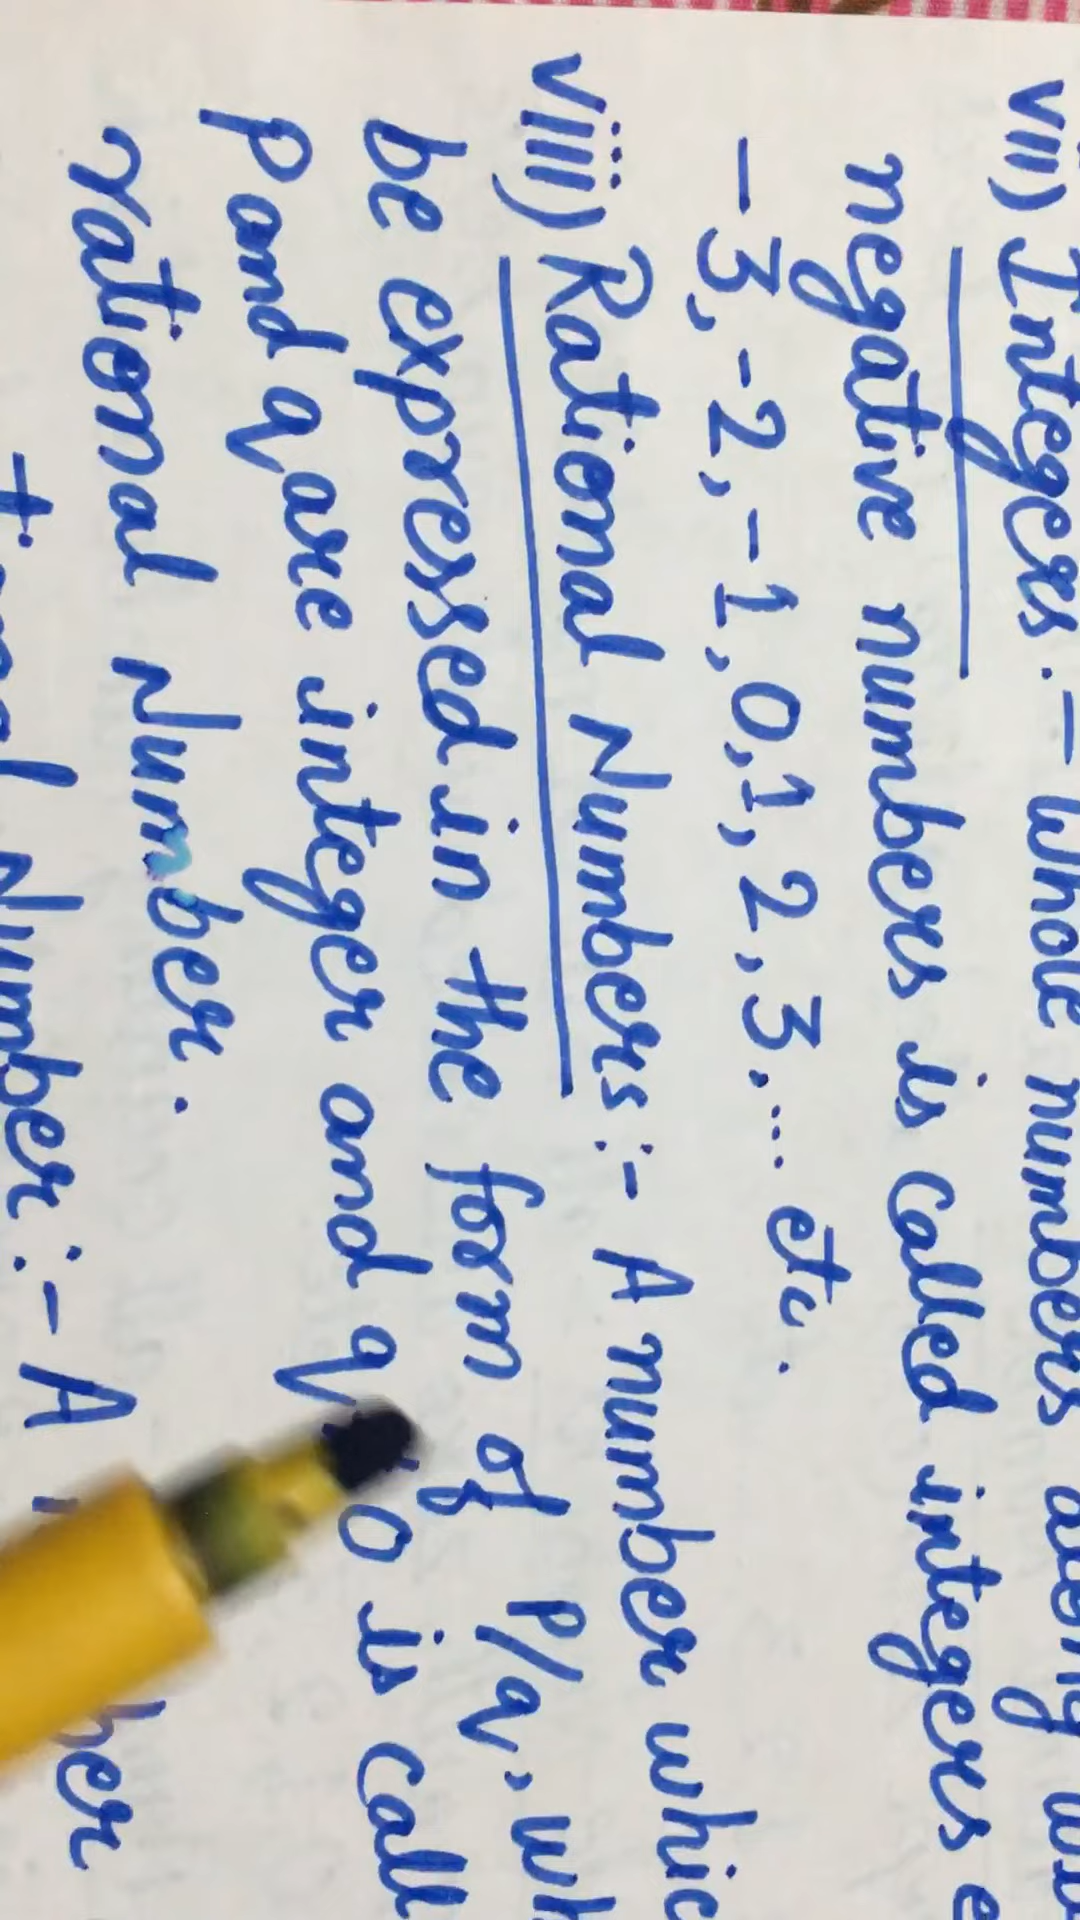 vii) Integers :- Whole numbers along
negative numbers is called integers
-3, -2, -1, 0, 1, 2, 3. ... etc.
viii) Rational Numbers :- A number
be expressed in the form of P/q,
P and q are integer and q 0 is
rational Number.
Number :- A